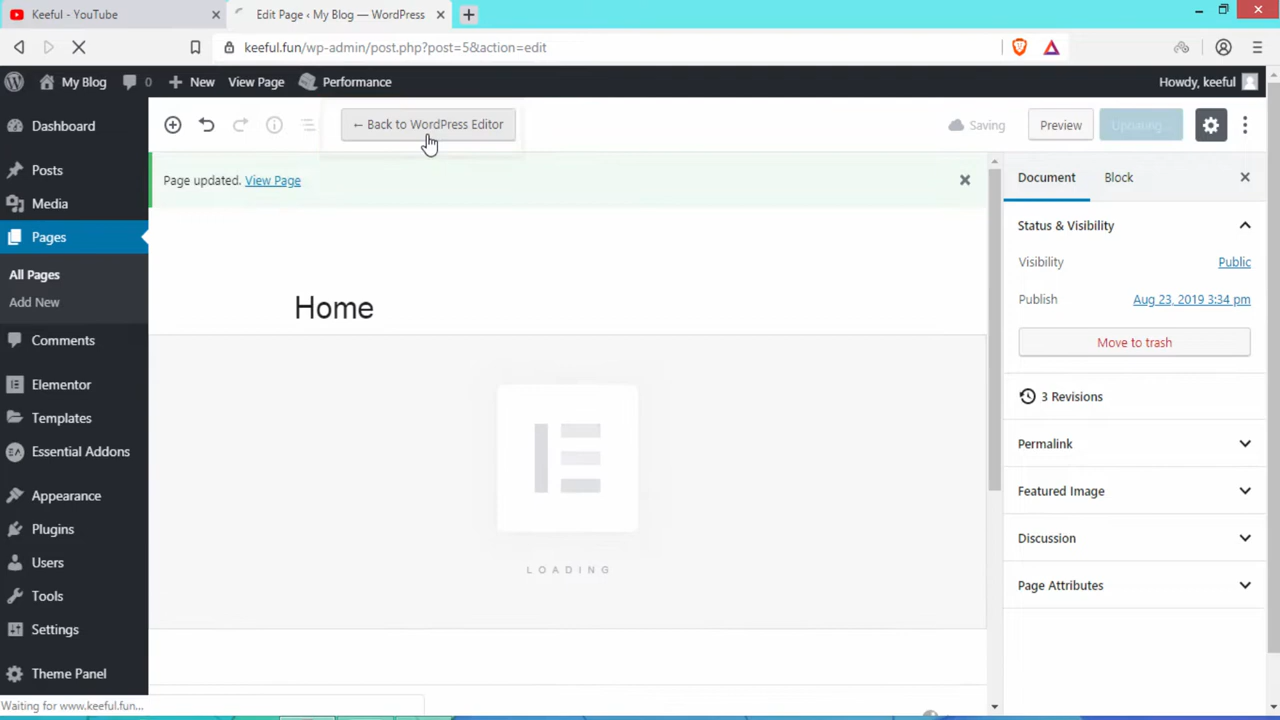 Keeful - YouTube
Edit Page ‹ My Blog — WordPress
keeful.fun/wp-admin/post.php?post=5&action=edit
My Blog
0
New
View Page
Performance
Howdy, keeful
Dashboard
Posts
Media
Pages
All Pages
Add New
Comments
Elementor
Templates
Essential Addons
Appearance
Plugins
Users
Tools
Settings
Theme Panel
← Back to WordPress Editor
Saving
Preview
Updating...
Page updated. View Page
Home
LOADING
Document
Block
Status & Visibility
Visibility
Public
Publish
Aug 23, 2019 3:34 pm
Move to trash
3 Revisions
Permalink
Featured Image
Discussion
Page Attributes
Waiting for www.keeful.fun...